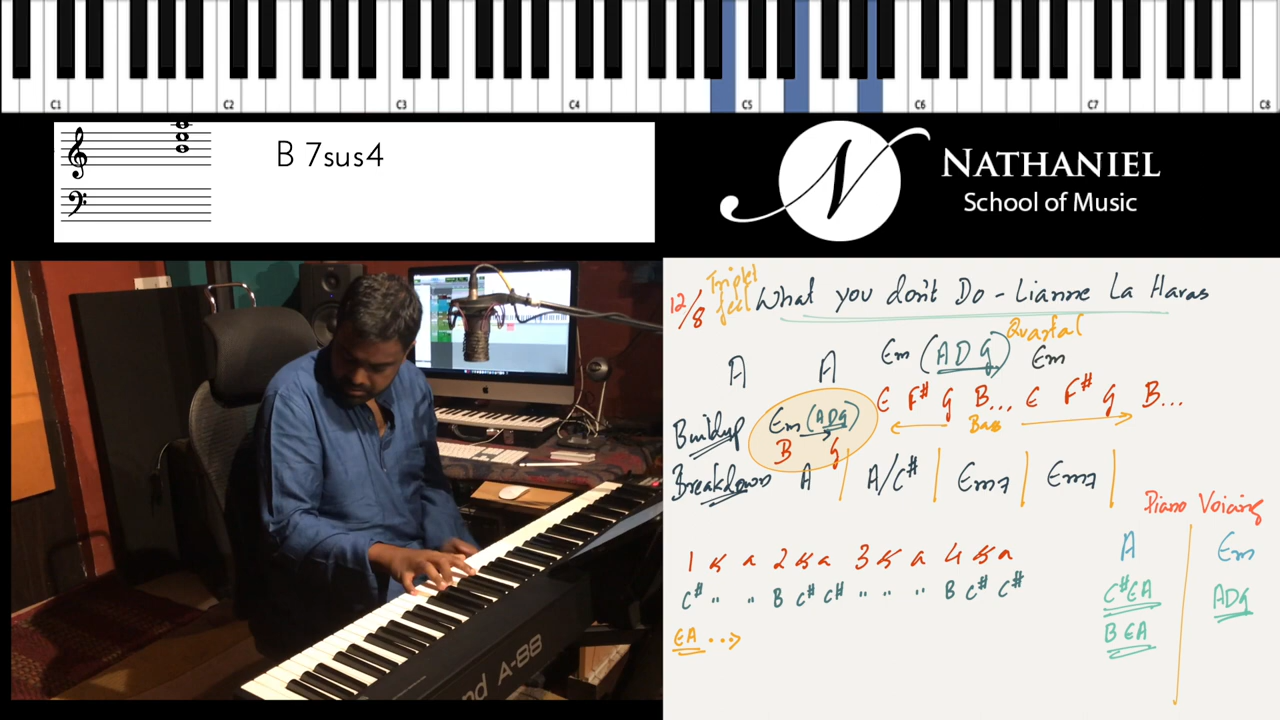 C1 C2 C3 C4 C5 C6 C7 C8
B 7sus4
N
NATHANIEL
School of Music
A-88
12/8 Triplet feel What you don't Do - Lianne La Havas
A A Em (ADG) Quartal Em
E F# G B... E F# G B...
Bass
Buildup Em (ADG)
B G
Breakdown A | A/C# | Em7 | Em7 |
Piano Voicing
A | Em
1 & a 2 & a 3 & a 4 & a
C# " " B C# C# " " " B C# C#
C#EA ADG
EA ...>
BEA